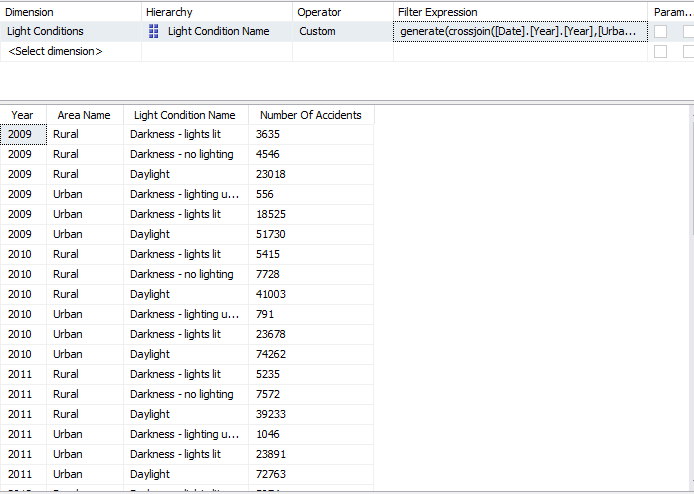 Dimension Hierarchy Operator Filter Expression Param...
Light Conditions Light Condition Name Custom generate(crossjoin([Date].[Year].[Year],[Urba...
<Select dimension>
Year Area Name Light Condition Name Number Of Accidents
2009 Rural Darkness - lights lit 3635
2009 Rural Darkness - no lighting 4546
2009 Rural Daylight 23018
2009 Urban Darkness - lighting u... 556
2009 Urban Darkness - lights lit 18525
2009 Urban Daylight 51730
2010 Rural Darkness - lights lit 5415
2010 Rural Darkness - no lighting 7728
2010 Rural Daylight 41003
2010 Urban Darkness - lighting u... 791
2010 Urban Darkness - lights lit 23678
2010 Urban Daylight 74262
2011 Rural Darkness - lights lit 5235
2011 Rural Darkness - no lighting 7572
2011 Rural Daylight 39233
2011 Urban Darkness - lighting u... 1046
2011 Urban Darkness - lights lit 23891
2011 Urban Daylight 72763